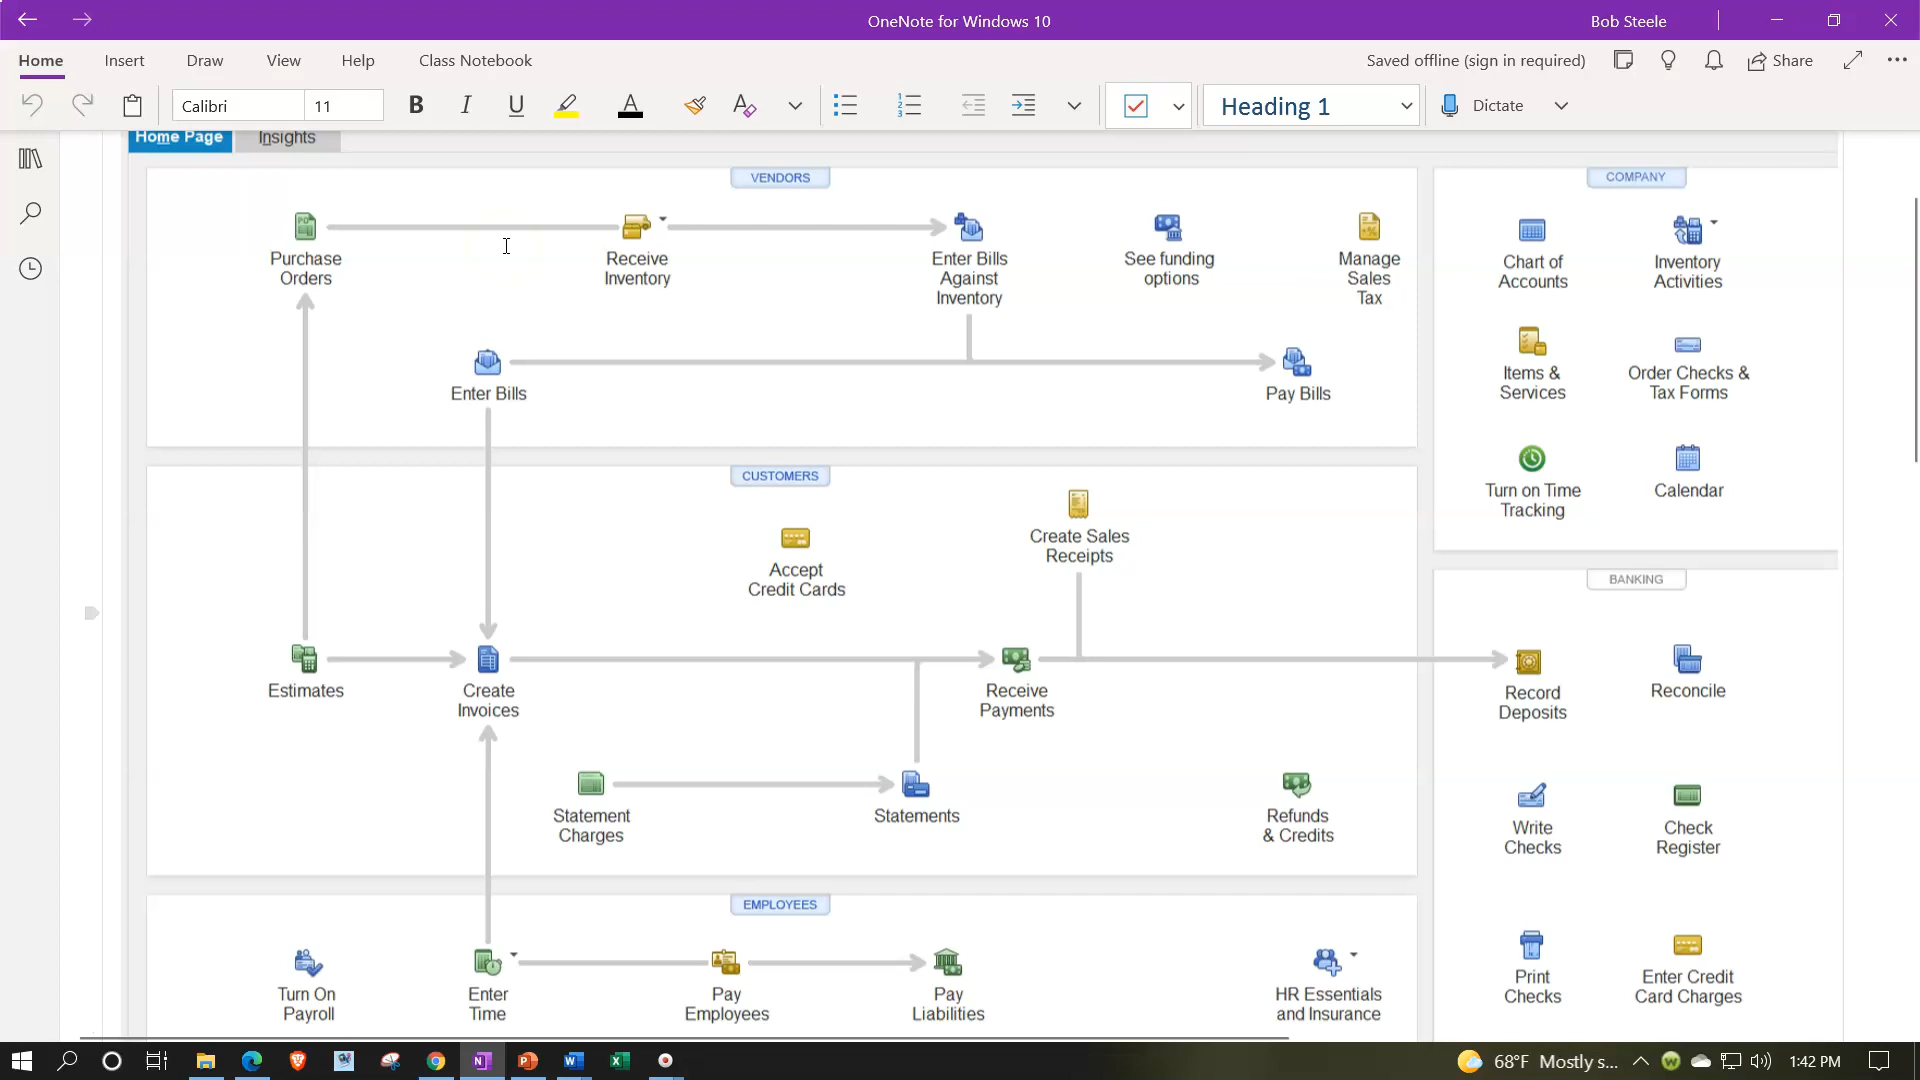 OneNote for Windows 10
Bob Steele
Home
Insert
Draw
View
Help
Class Notebook
Saved offline (sign in required)
Share
Calibri
11
B
I
U
A
Heading 1
Dictate
Home Page
Insights
VENDORS
Purchase
Orders
Receive
Inventory
Enter Bills
Against
Inventory
See funding
options
Manage
Sales
Tax
Enter Bills
Pay Bills
COMPANY
Chart of
Accounts
Inventory
Activities
Items &
Services
Order Checks &
Tax Forms
Turn on Time
Tracking
Calendar
CUSTOMERS
Accept
Credit Cards
Create Sales
Receipts
Estimates
Create
Invoices
Receive
Payments
Statement
Charges
Statements
Refunds
& Credits
BANKING
Record
Deposits
Reconcile
Write
Checks
Check
Register
Print
Checks
Enter Credit
Card Charges
EMPLOYEES
Turn On
Payroll
Enter
Time
Pay
Employees
Pay
Liabilities
HR Essentials
and Insurance
68°F Mostly s...
1:42 PM